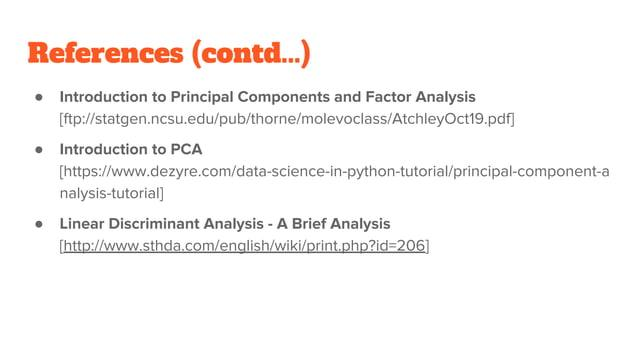 References (contd...)
● Introduction to Principal Components and Factor Analysis
[ftp://statgen.ncsu.edu/pub/thorne/molevoclass/AtchleyOct19.pdf]
● Introduction to PCA
[https://www.dezyre.com/data-science-in-python-tutorial/principal-component-a
nalysis-tutorial]
● Linear Discriminant Analysis - A Brief Analysis
[http://www.sthda.com/english/wiki/print.php?id=206]